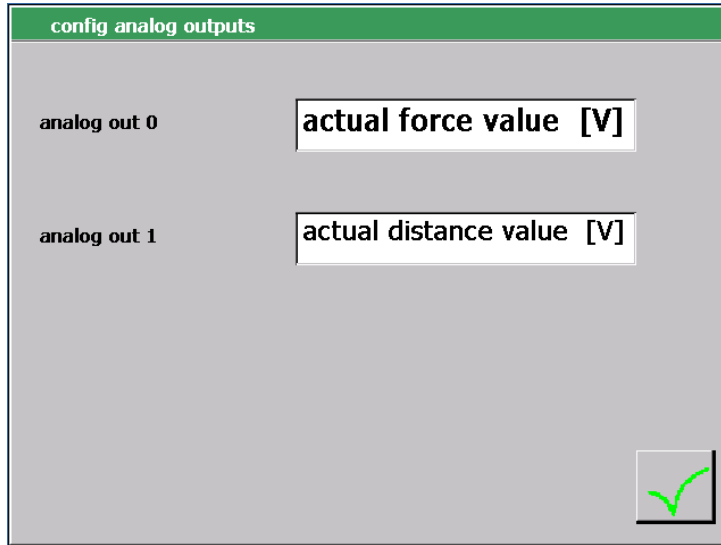 config analog outputs
analog out 0 actual force value [V]
analog out 1 actual distance value [V]